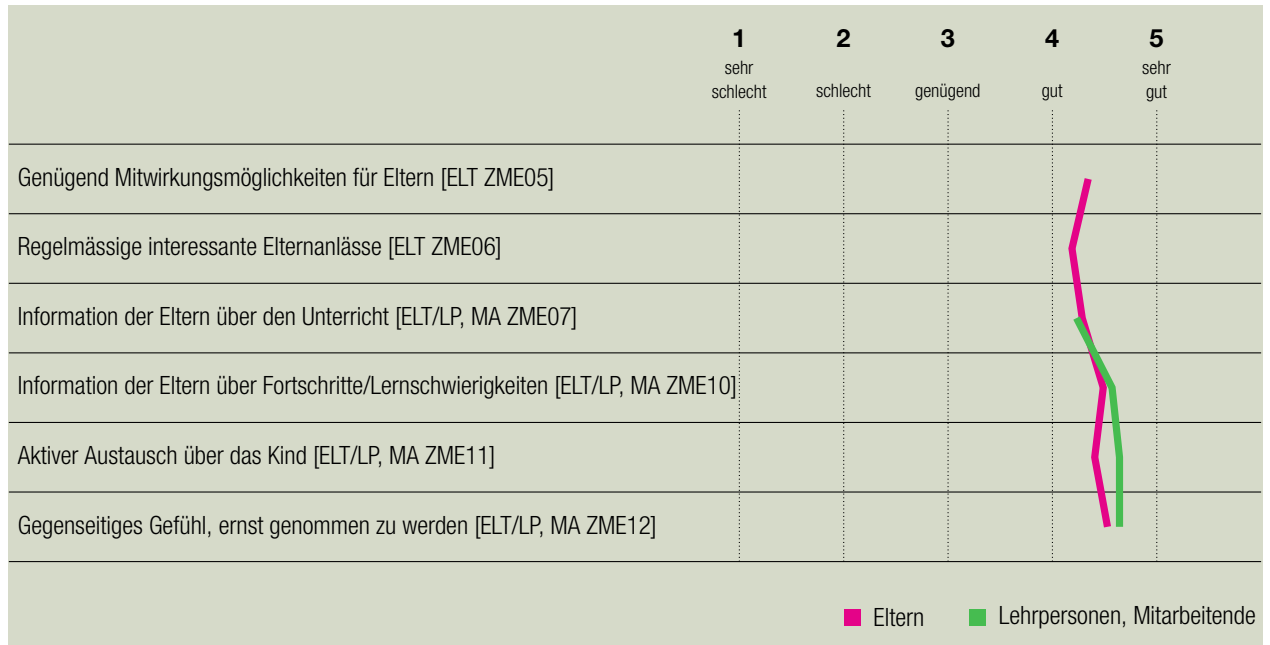 1 2 3 4 5
sehr sehr
schlecht schlecht genügend gut gut
Genügend Mitwirkungsmöglichkeiten für Eltern [ELT ZME05]
Regelmässige interessante Elternanlässe [ELT ZME06]
Information der Eltern über den Unterricht [ELT/LP, MA ZME07]
Information der Eltern über Fortschritte/Lernschwierigkeiten [ELT/LP, MA ZME10]
Aktiver Austausch über das Kind [ELT/LP, MA ZME11]
Gegenseitiges Gefühl, ernst genommen zu werden [ELT/LP, MA ZME12]
Eltern Lehrpersonen, Mitarbeitende